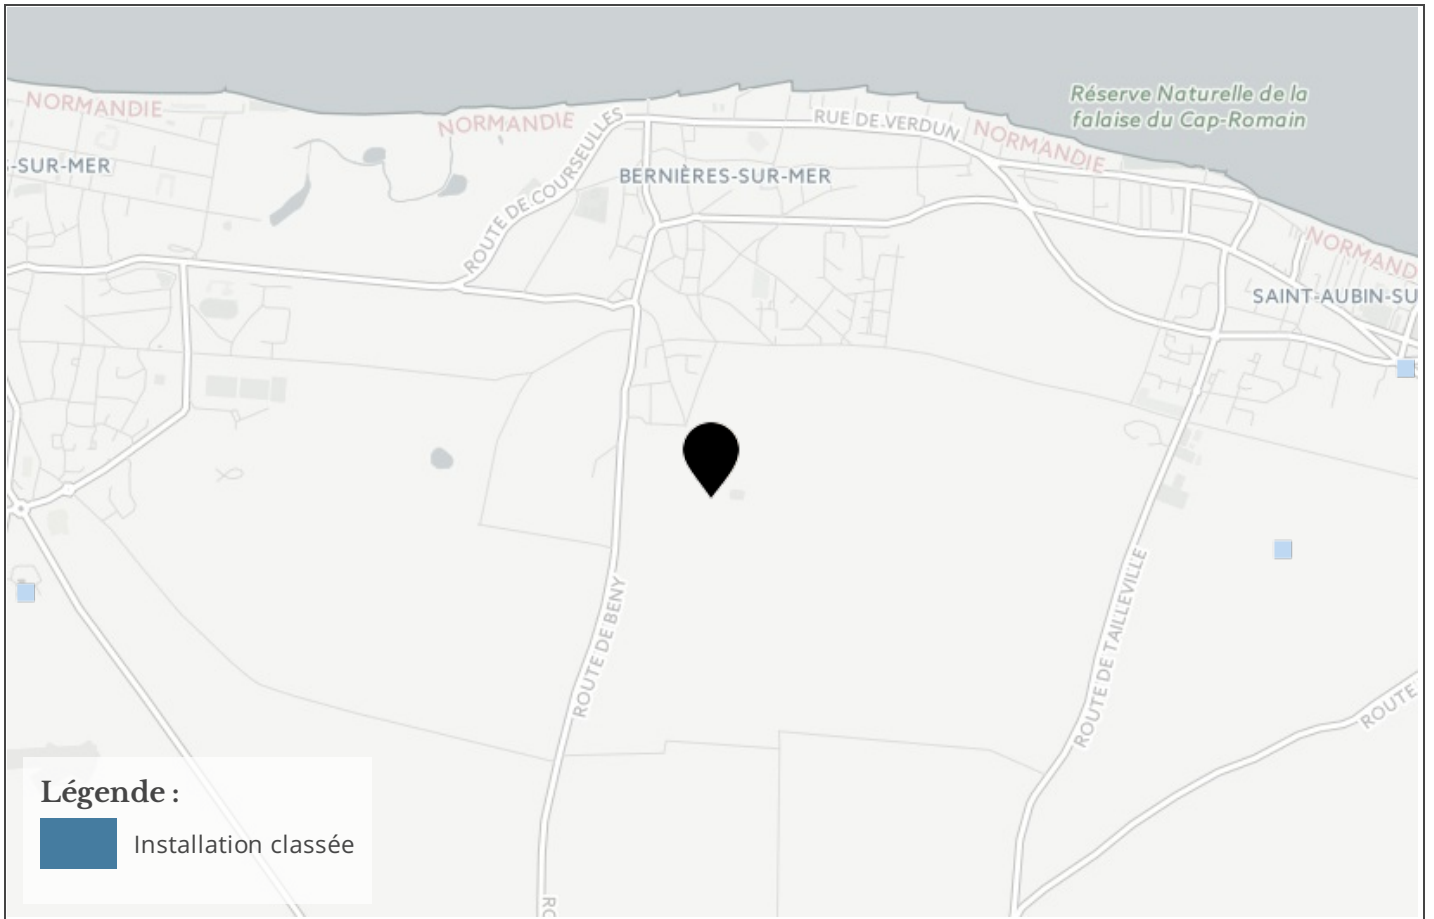 Réserve Naturelle de la
falaise du Cap-Romain
NORMANDIE
NORMANDIE
RUE DE VERDUN
NORMANDIE
-SUR-MER
BERNIÈRES-SUR-MER
ROUTE DE COURSEULLES
NORMAND
SAINT-AUBIN-SU
ROUTE DE BENY
ROUTE DE TAILLEVILLE
ROUTE
Légende :
Installation classée
RO